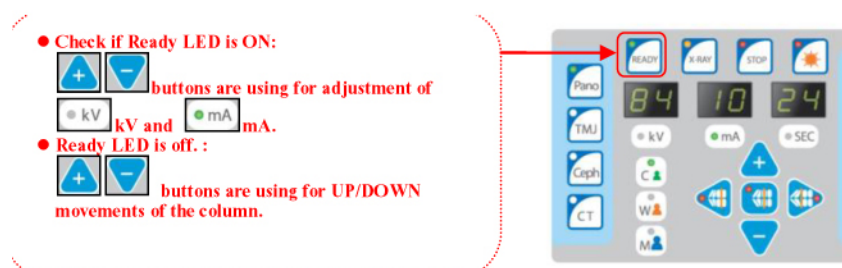 Check if Ready LED is ON:
+ − buttons are using for adjustment of
kV kV and mA mA.
Ready LED is off. :
+ − buttons are using for UP/DOWN
movements of the column.
READY X-RAY STOP
Pano
84 10 24
TMJ
kV mA SEC
Ceph C +
W
CT
M −